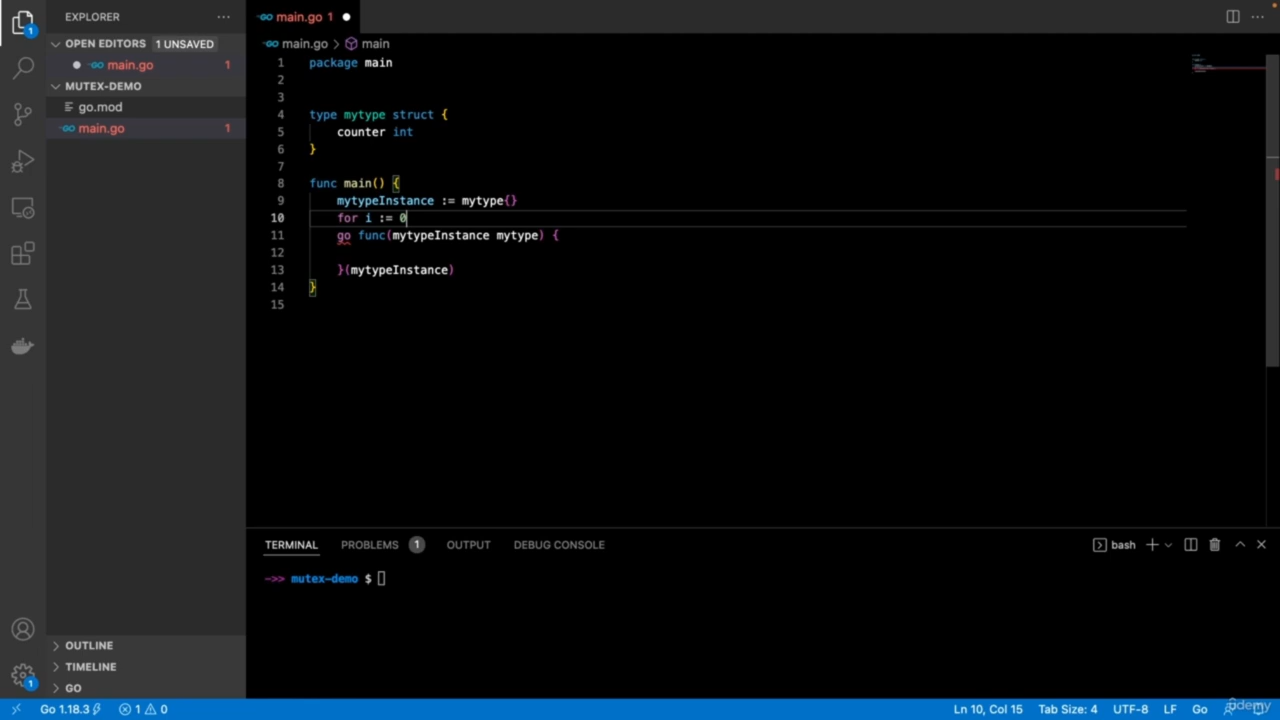 EXPLORER
OPEN EDITORS 1 UNSAVED
main.go 1
MUTEX-DEMO
go.mod
main.go 1
OUTLINE
TIMELINE
GO
main.go 1
main.go > main
1 package main
2
3
4 type mytype struct {
5 counter int
6 }
7
8 func main() {
9 mytypeInstance := mytype{}
10 for i := 0
11 go func(mytypeInstance mytype) {
12
13 }(mytypeInstance)
14 }
15
TERMINAL PROBLEMS 1 OUTPUT DEBUG CONSOLE
bash
->> mutex-demo $
1
1
Go 1.18.3 1 0 Ln 10, Col 15 Tab Size: 4 UTF-8 LF Go
udemy